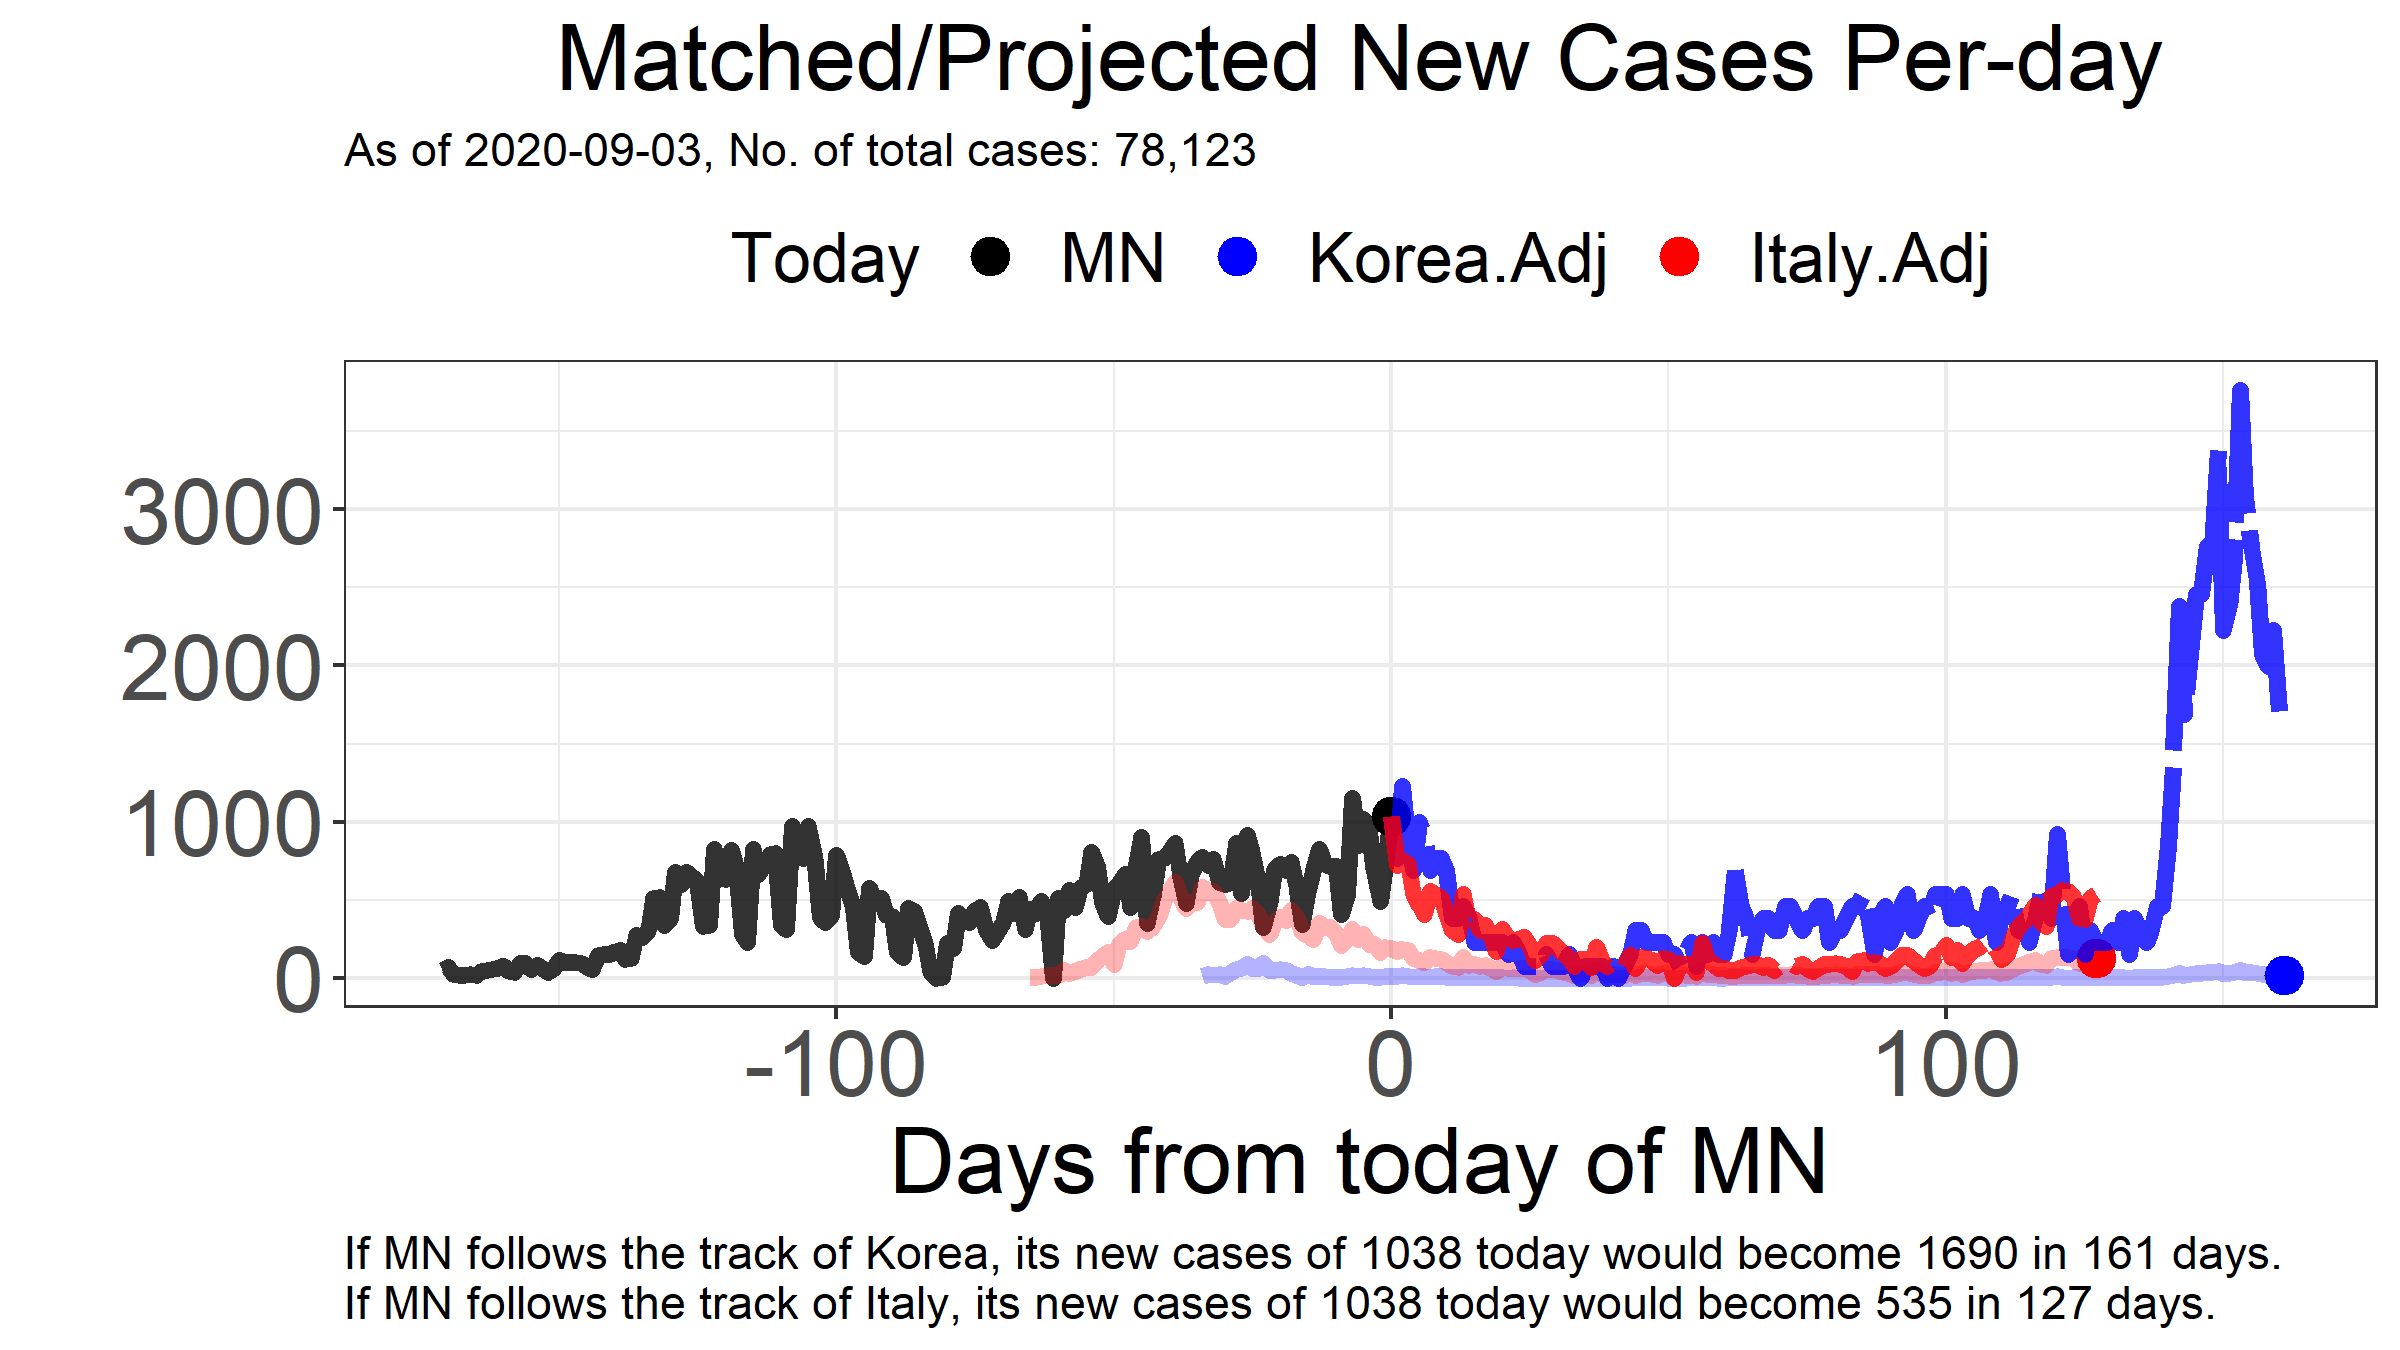 Matched/Projected New Cases Per-day
As of 2020-09-03, No. of total cases: 78,123
Today MN Korea.Adj Italy.Adj
3000
2000
1000
0
-100 0 100
Days from today of MN
If MN follows the track of Korea, its new cases of 1038 today would become 1690 in 161 days.
If MN follows the track of Italy, its new cases of 1038 today would become 535 in 127 days.